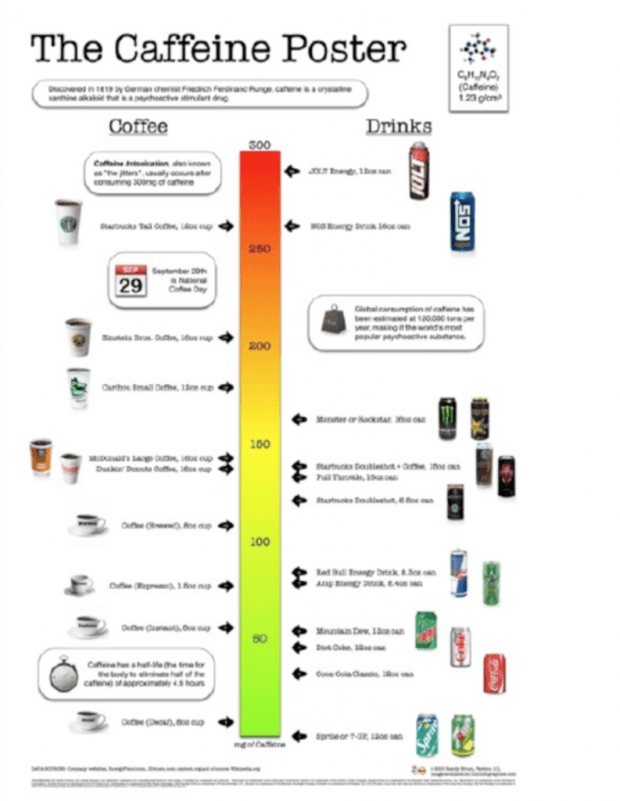 The Caffeine Poster
C₈H₁₀N₄O₂
(Caffeine)
1.23 g/cm³
Discovered in 1819 by German chemist Friedrich Ferdinand Runge, caffeine is a crystalline
xanthine alkaloid that is a psychoactive stimulant drug.
Coffee
Drinks
300
Caffeine Intoxication, also known
as "the jitters", usually occurs after
consuming 300mg of caffeine
JOLT Energy, 12oz can
JOLT
Starbucks Tall Coffee, 12oz cup
NOS Energy Drink 16oz can
NOS
250
SEP
29
September 29th
is National
Coffee Day
Global consumption of caffeine has
been estimated at 120,000 tons per
year, making it the world's most
popular psychoactive substance.
Einstein Bros. Coffee, 16oz cup
200
Caribou Small Coffee, 12oz cup
Monster or Rockstar 16oz can
150
McDonald's Large Coffee, 16oz cup
Dunkin' Donuts Coffee, 16oz cup
Starbucks Doubleshot + Coffee, 15oz can
Full Throttle, 16oz can
Starbucks Doubleshot, 6.5oz can
Coffee (Brewed), 8oz cup
100
Red Bull Energy Drink, 8.3oz can
Amp Energy Drink, 8.4oz can
Coffee (Espresso), 1.5oz cup
Coffee (Instant), 8oz cup
50
Mountain Dew, 12oz can
Diet Coke, 12oz can
Coca-Cola Classic, 12oz can
Caffeine has a half-life (the time for
the body to eliminate half of the
caffeine) of approximately 4.9 hours
Coffee (Decaf), 8oz cup
Sprite or 7-UP, 12oz can
Sprite
mg of Caffeine